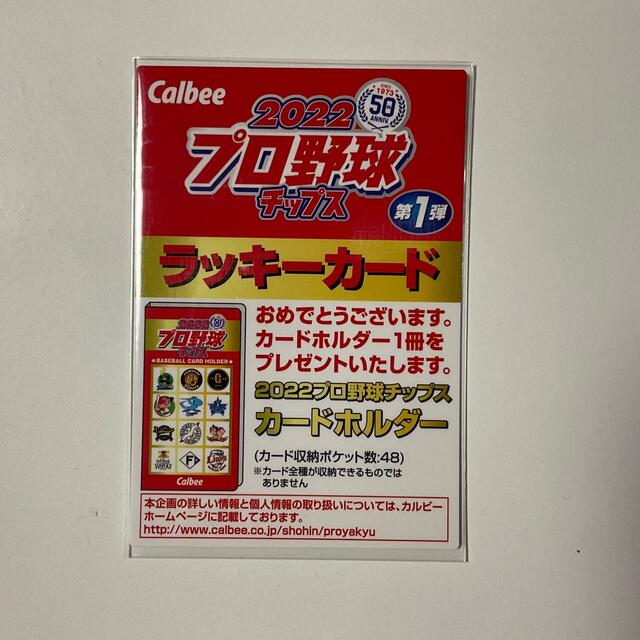 Calbee
SINCE 1973
50
ANNIV.
2022
プロ野球
チップス
第1弾
ラッキーカード
おめでとうございます。
カードホルダー1冊を
プレゼントいたします。
2022プロ野球チップス
カードホルダー
(カード収納ポケット数:48)
※カード全種が収納できるものでは
ありません
2022
50
プロ野球
チップス
★BASEBALL CARD HOLDER★
G
F
Calbee
本企画の詳しい情報と個人情報の取り扱いについては、カルビー
ホームページに記載しております。
http://www.calbee.co.jp/shohin/proyakyu